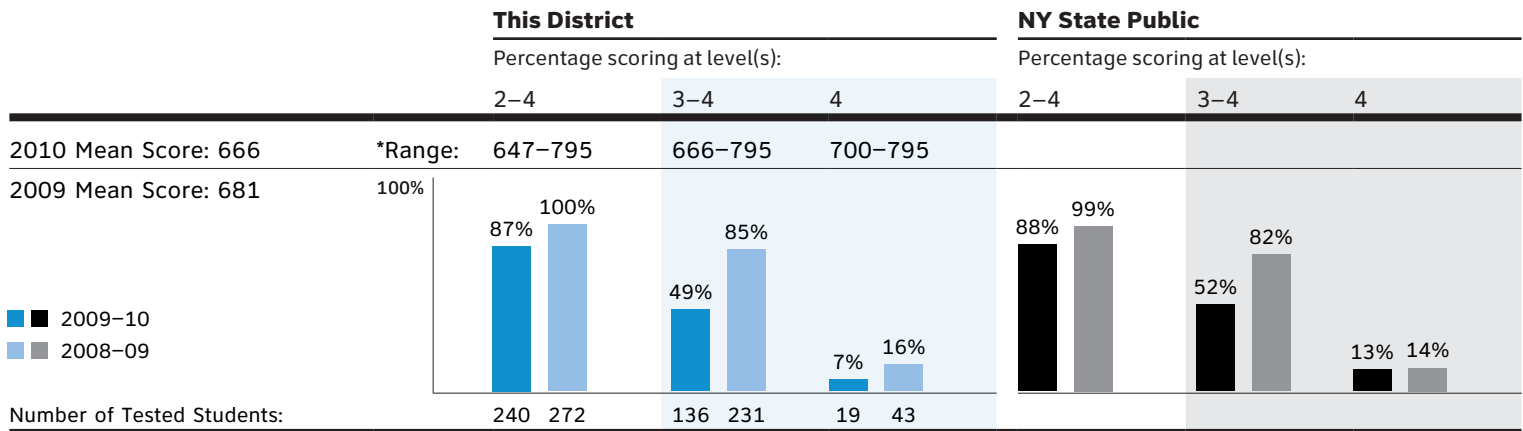 This District NY State Public
Percentage scoring at level(s): Percentage scoring at level(s):
2–4 3–4 4 2–4 3–4 4
2010 Mean Score: 666 *Range: 647–795 666–795 700–795
2009 Mean Score: 681 100%
87% 100% 49% 85% 7% 16% 88% 99% 52% 82% 13% 14%
2009–10
2008–09
Number of Tested Students: 240 272 136 231 19 43